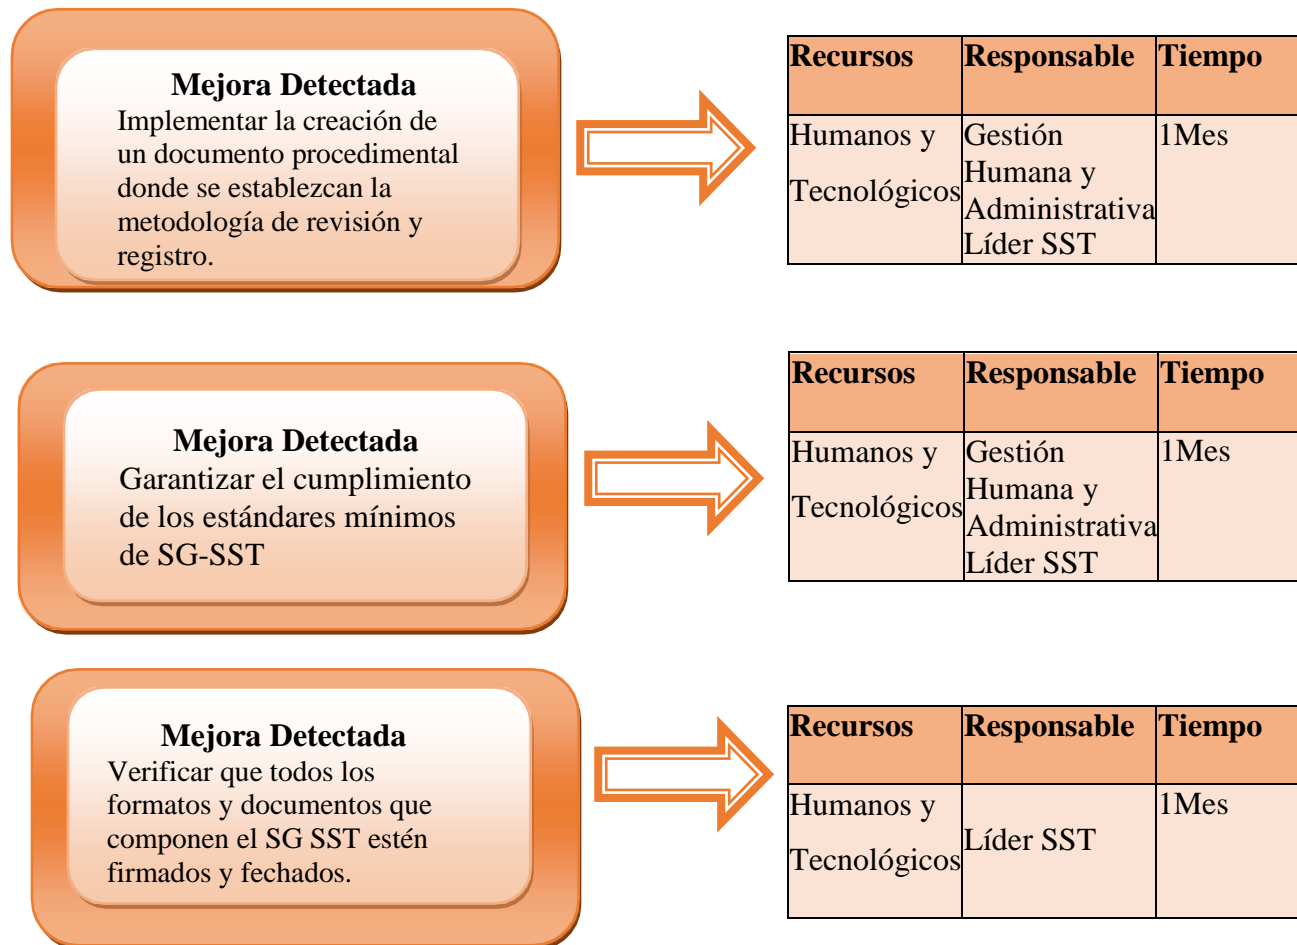 Mejora Detectada
Implementar la creación de
un documento procedimental
donde se establezcan la
metodología de revisión y
registro.
Recursos Responsable Tiempo
Humanos y
Tecnológicos
Gestión
Humana y
Administrativa
Líder SST
1Mes
Mejora Detectada
Garantizar el cumplimiento
de los estándares mínimos
de SG-SST
Recursos Responsable Tiempo
Humanos y
Tecnológicos
Gestión
Humana y
Administrativa
Líder SST
1Mes
Mejora Detectada
Verificar que todos los
formatos y documentos que
componen el SG SST estén
firmados y fechados.
Recursos Responsable Tiempo
Humanos y
Tecnológicos
Líder SST
1Mes